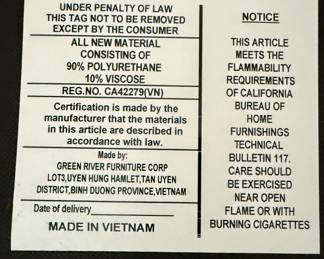 UNDER PENALTY OF LAW
THIS TAG NOT TO BE REMOVED
EXCEPT BY THE CONSUMER
ALL NEW MATERIAL
CONSISTING OF
90% POLYURETHANE
10% VISCOSE
REG.NO. CA42279(VN)
Certification is made by the
manufacturer that the materials
in this article are described in
accordance with law.
Made by:
GREEN RIVER FURNITURE CORP
LOT3,UYEN HUNG HAMLET,TAN UYEN
DISTRICT,BINH DUONG PROVINCE,VIETNAM
Date of delivery
MADE IN VIETNAM
NOTICE
THIS ARTICLE
MEETS THE
FLAMMABILITY
REQUIREMENTS
OF CALIFORNIA
BUREAU OF
HOME
FURNISHINGS
TECHNICAL
BULLETIN 117.
CARE SHOULD
BE EXERCISED
NEAR OPEN
FLAME OR WITH
BURNING CIGARETTES